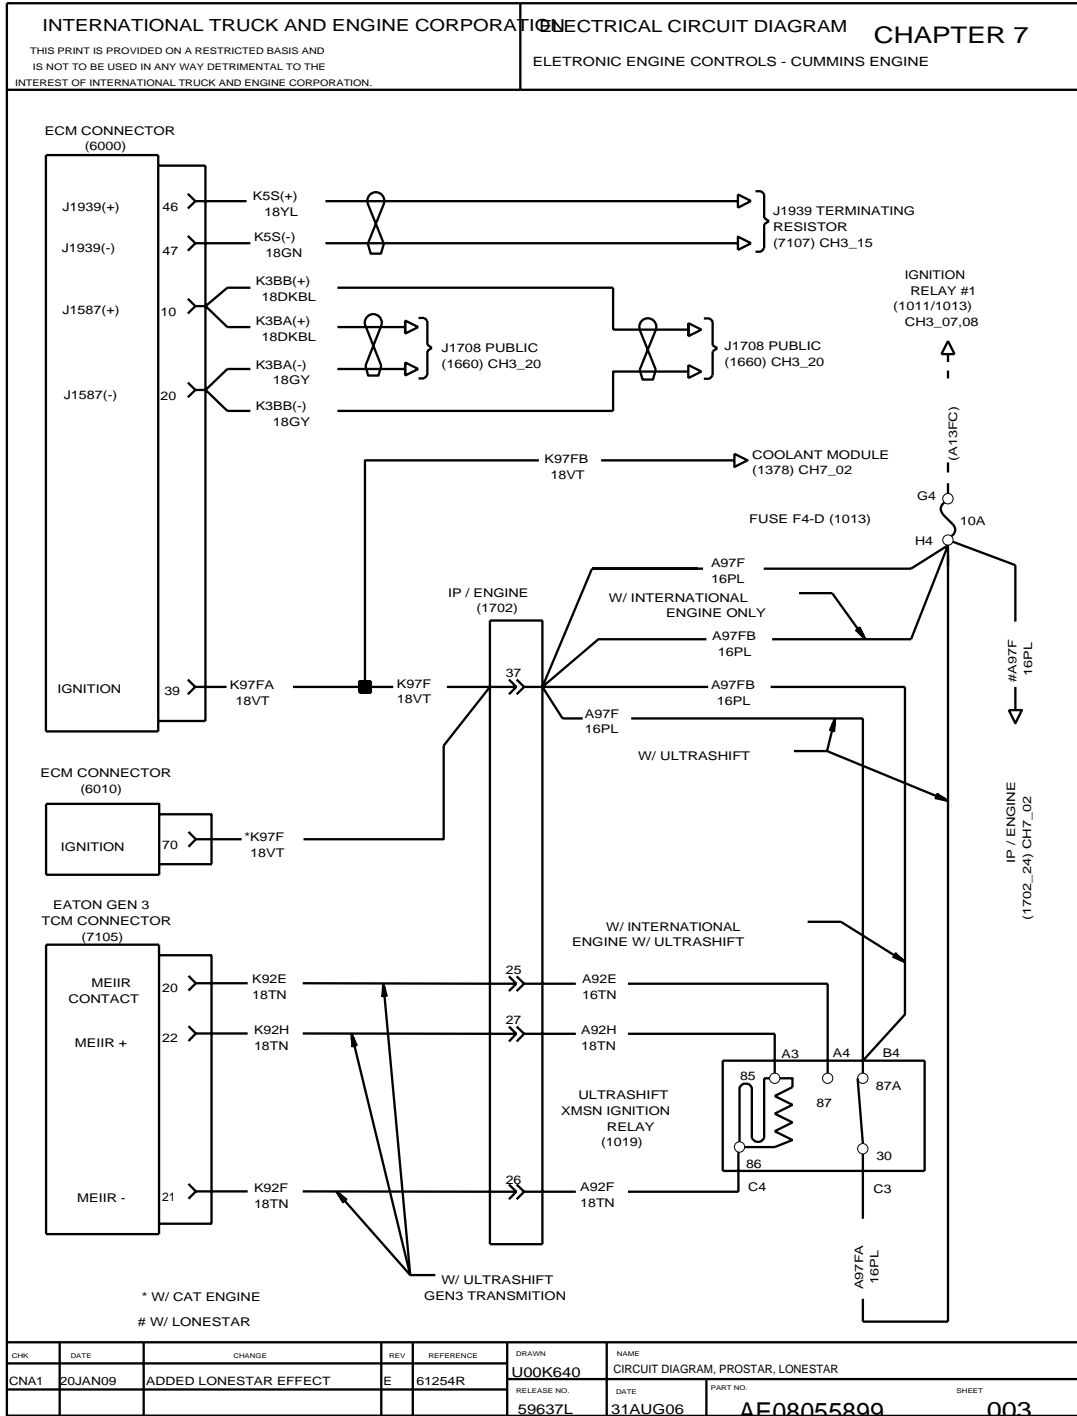 INTERNATIONAL TRUCK AND ENGINE CORPORATION
THIS PRINT IS PROVIDED ON A RESTRICTED BASIS AND
IS NOT TO BE USED IN ANY WAY DETRIMENTAL TO THE
INTEREST OF INTERNATIONAL TRUCK AND ENGINE CORPORATION.
ELECTRICAL CIRCUIT DIAGRAM
CHAPTER 7
ELETRONIC ENGINE CONTROLS - CUMMINS ENGINE
ECM CONNECTOR
(6000)
J1939(+)
46
K5S(+)
18YL
J1939(-)
47
K5S(-)
18GN
J1939 TERMINATING
RESISTOR
(7107) CH3_15
J1587(+)
10
K3BB(+)
18DKBL
K3BA(+)
18DKBL
J1587(-)
20
K3BA(-)
18GY
K3BB(-)
18GY
J1708 PUBLIC
(1660) CH3_20
J1708 PUBLIC
(1660) CH3_20
IGNITION
RELAY #1
(1011/1013)
CH3_07,08
(A13FC)
K97FB
18VT
COOLANT MODULE
(1378) CH7_02
G4
FUSE F4-D (1013)
10A
H4
A97F
16PL
IP / ENGINE
(1702)
W/ INTERNATIONAL
ENGINE ONLY
A97FB
16PL
#A97F
16PL
IGNITION
39
K97FA
18VT
K97F
18VT
37
A97FB
16PL
A97F
16PL
W/ ULTRASHIFT
IP / ENGINE
(1702_24) CH7_02
ECM CONNECTOR
(6010)
IGNITION
70
*K97F
18VT
EATON GEN 3
TCM CONNECTOR
(7105)
W/ INTERNATIONAL
ENGINE W/ ULTRASHIFT
MEIIR
CONTACT
20
K92E
18TN
25
A92E
16TN
MEIIR +
22
K92H
18TN
27
A92H
18TN
A3
A4
B4
85
87
87A
ULTRASHIFT
XMSN IGNITION
RELAY
(1019)
86
30
MEIIR -
21
K92F
18TN
26
A92F
18TN
C4
C3
A97FA
16PL
W/ ULTRASHIFT
GEN3 TRANSMITION
* W/ CAT ENGINE
# W/ LONESTAR
CHK
DATE
CHANGE
REV
REFERENCE
DRAWN
NAME
CNA1
20JAN09
ADDED LONESTAR EFFECT
E
61254R
U00K640
CIRCUIT DIAGRAM, PROSTAR, LONESTAR
RELEASE NO.
DATE
PART NO.
SHEET
59637L
31AUG06
AE08055899
003